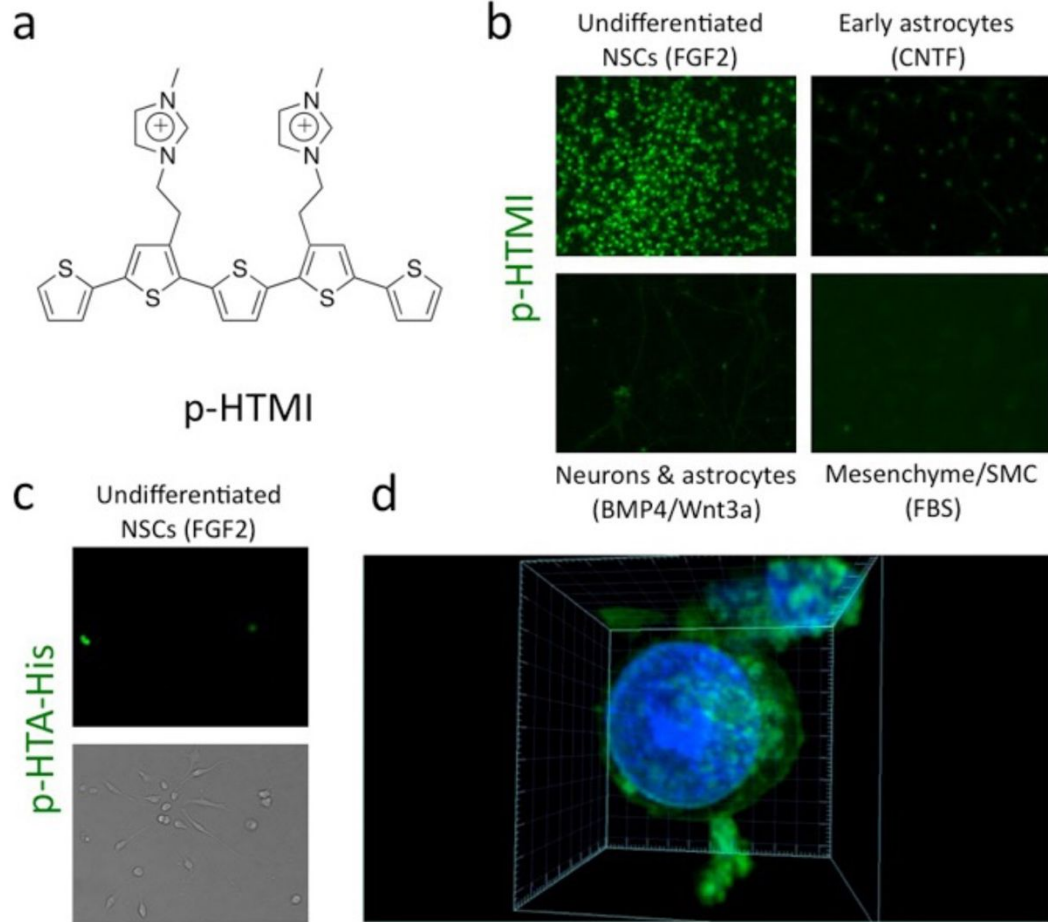 a
N
+
N
N
+
N
S
S
S
S
S
p-HTMI
b
Undifferentiated
NSCs (FGF2)
Early astrocytes
(CNTF)
p-HTMI
Neurons & astrocytes
(BMP4/Wnt3a)
Mesenchyme/SMC
(FBS)
c
Undifferentiated
NSCs (FGF2)
p-HTA-His
d